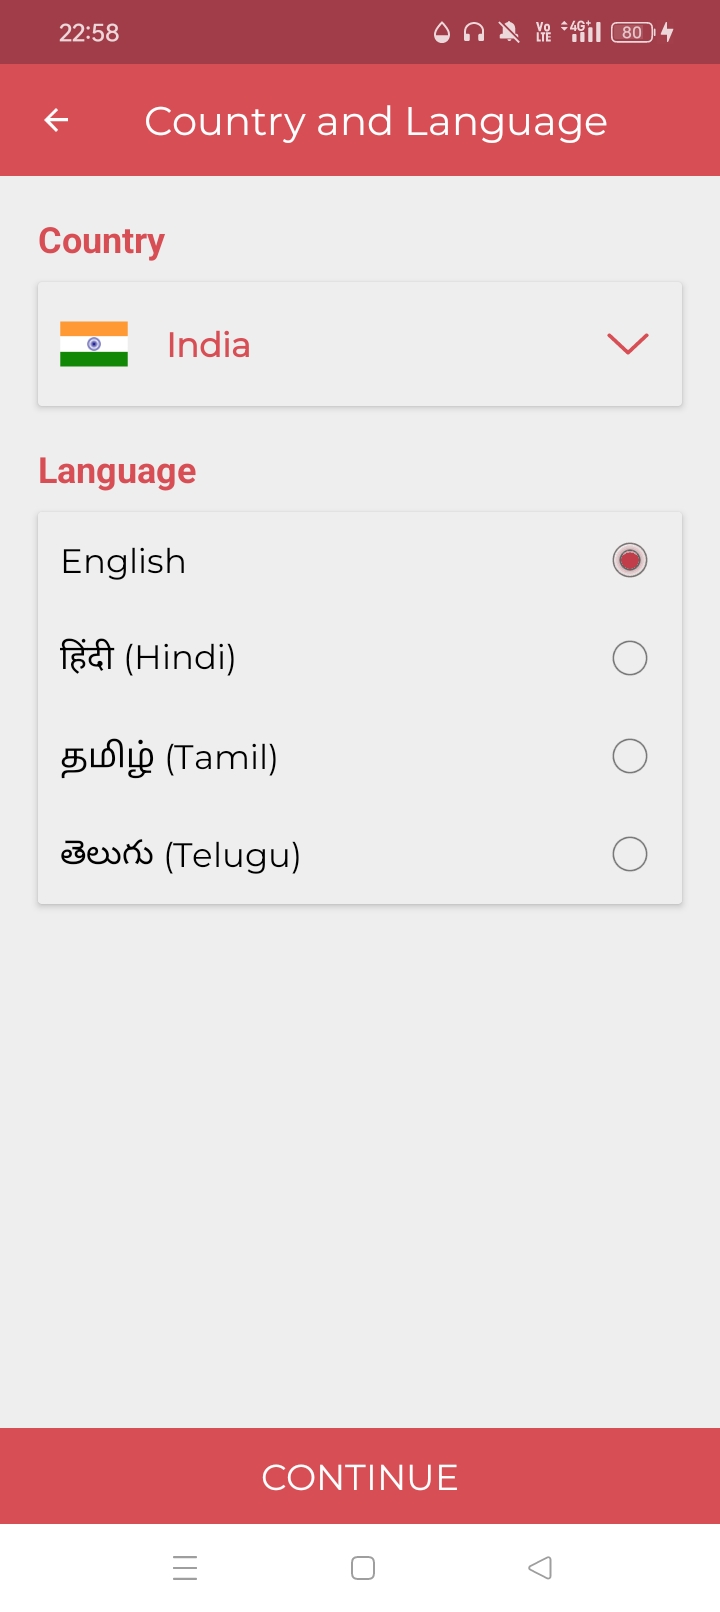 22:58
Vo LTE 4G+ 80
Country and Language
Country
India
Language
English
हिंदी (Hindi)
தமிழ் (Tamil)
తెలుగు (Telugu)
CONTINUE